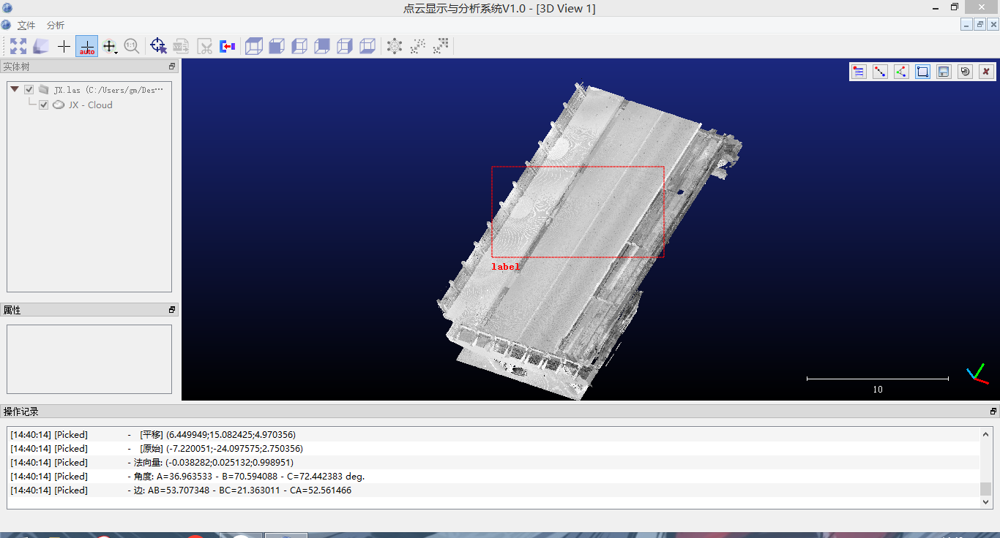 点云显示与分析系统V1.0 - [3D View 1]
文件 分析
auto
1:1
实体树
JX.las (C:/Users/gm/Des···
JX - Cloud
属性
label
10
操作记录
[14:40:14] [Picked] - [平移] (6.449949;15.082425;4.970356)
[14:40:14] [Picked] - [原始] (-7.220051;-24.097575;2.750356)
[14:40:14] [Picked] - 法向量: (-0.038282;0.025132;0.998951)
[14:40:14] [Picked] - 角度: A=36.963533 - B=70.594088 - C=72.442383 deg.
[14:40:14] [Picked] - 边: AB=53.707348 - BC=21.363011 - CA=52.561466